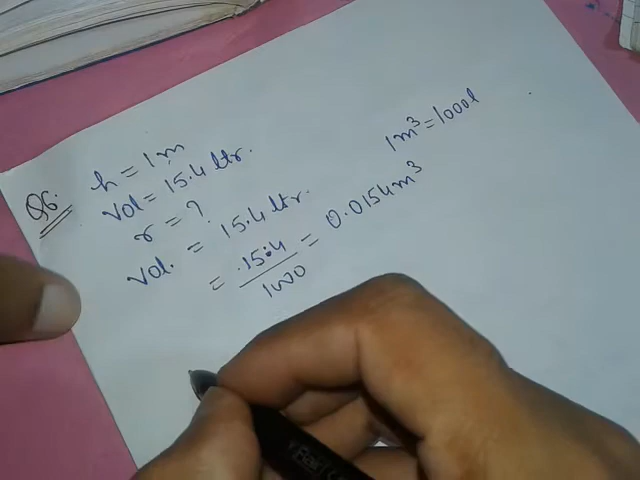 Q6. h = 1m
Vol = 15.4 ltr.
r = ?
Vol. = 15.4 ltr.
= 15.4/1000 = 0.0154m³
1m³ = 1000l